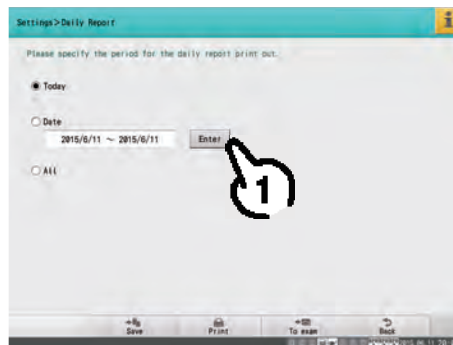 Settings>Daily Report
Please specify the period for the daily report print out.
Today
Date
2015/6/11 ~ 2015/6/11 Enter
1
All
Save Print To exam Back